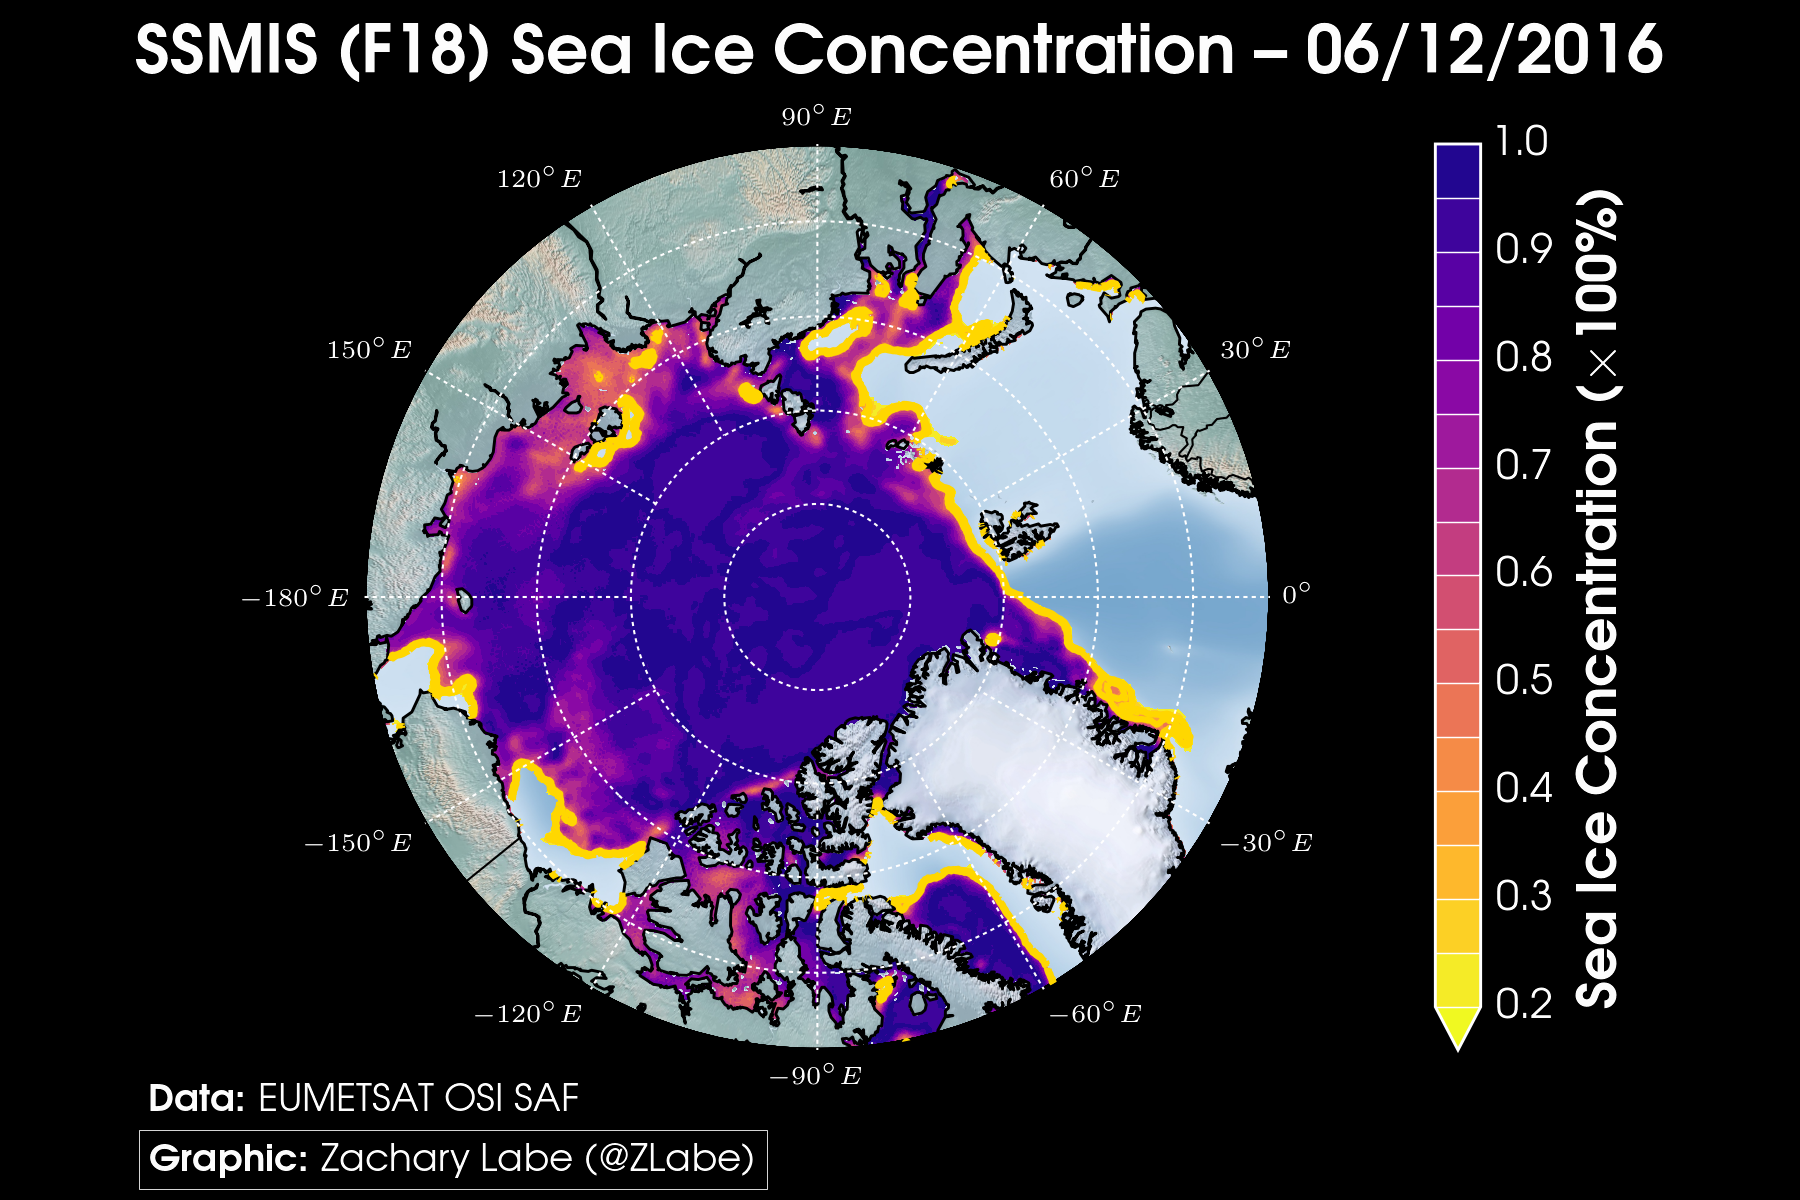 SSMIS (F18) Sea Ice Concentration – 06/12/2016
90° E
120° E
60° E
150° E
30° E
−180° E
0°
−150° E
−30° E
−120° E
−60° E
−90° E
1.0
0.9
0.8
0.7
0.6
0.5
0.4
0.3
0.2
Sea Ice Concentration (×100%)
Data: EUMETSAT OSI SAF
Graphic: Zachary Labe (@ZLabe)